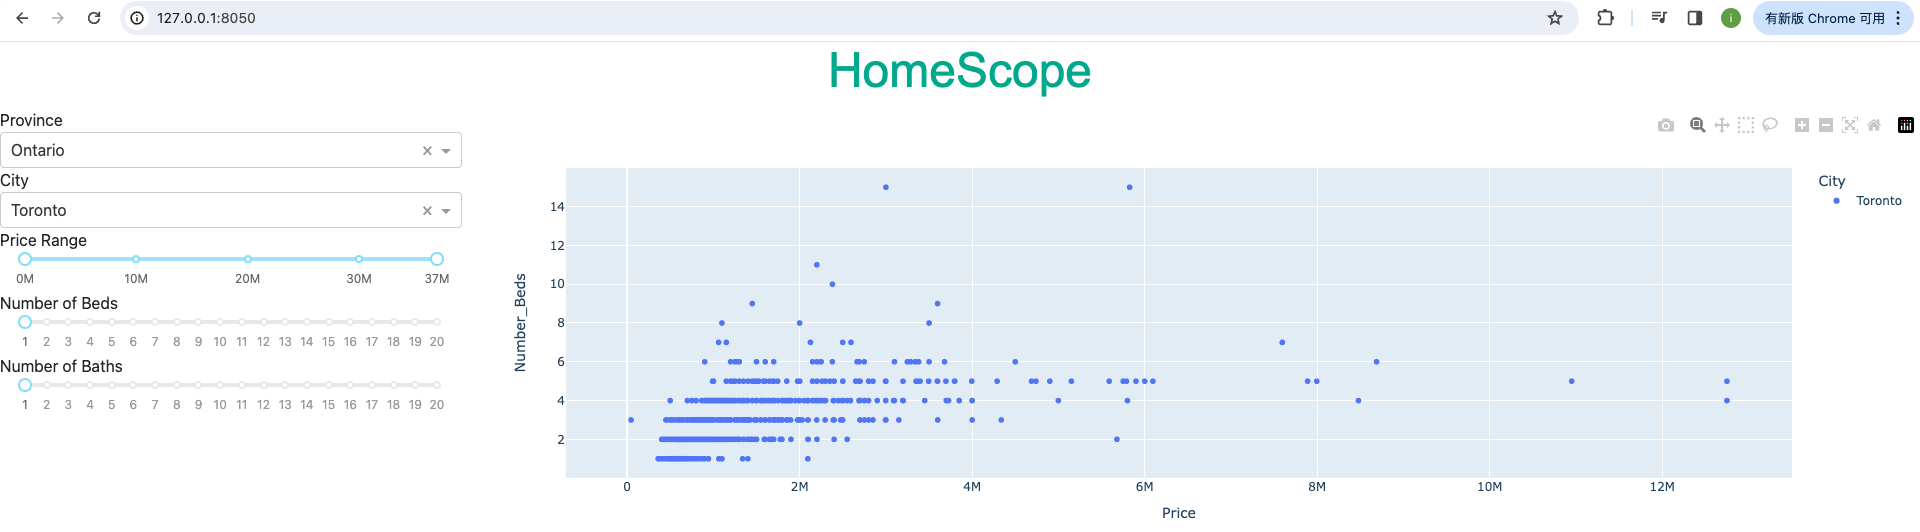 127.0.0.1:8050
i
有新版 Chrome 可用
HomeScope
Province
Ontario
City
Toronto
Price Range
0M 10M 20M 30M 37M
Number of Beds
1 2 3 4 5 6 7 8 9 10 11 12 13 14 15 16 17 18 19 20
Number of Baths
1 2 3 4 5 6 7 8 9 10 11 12 13 14 15 16 17 18 19 20
Number_Beds
14
12
10
8
6
4
2
0 2M 4M 6M 8M 10M 12M
Price
City
Toronto